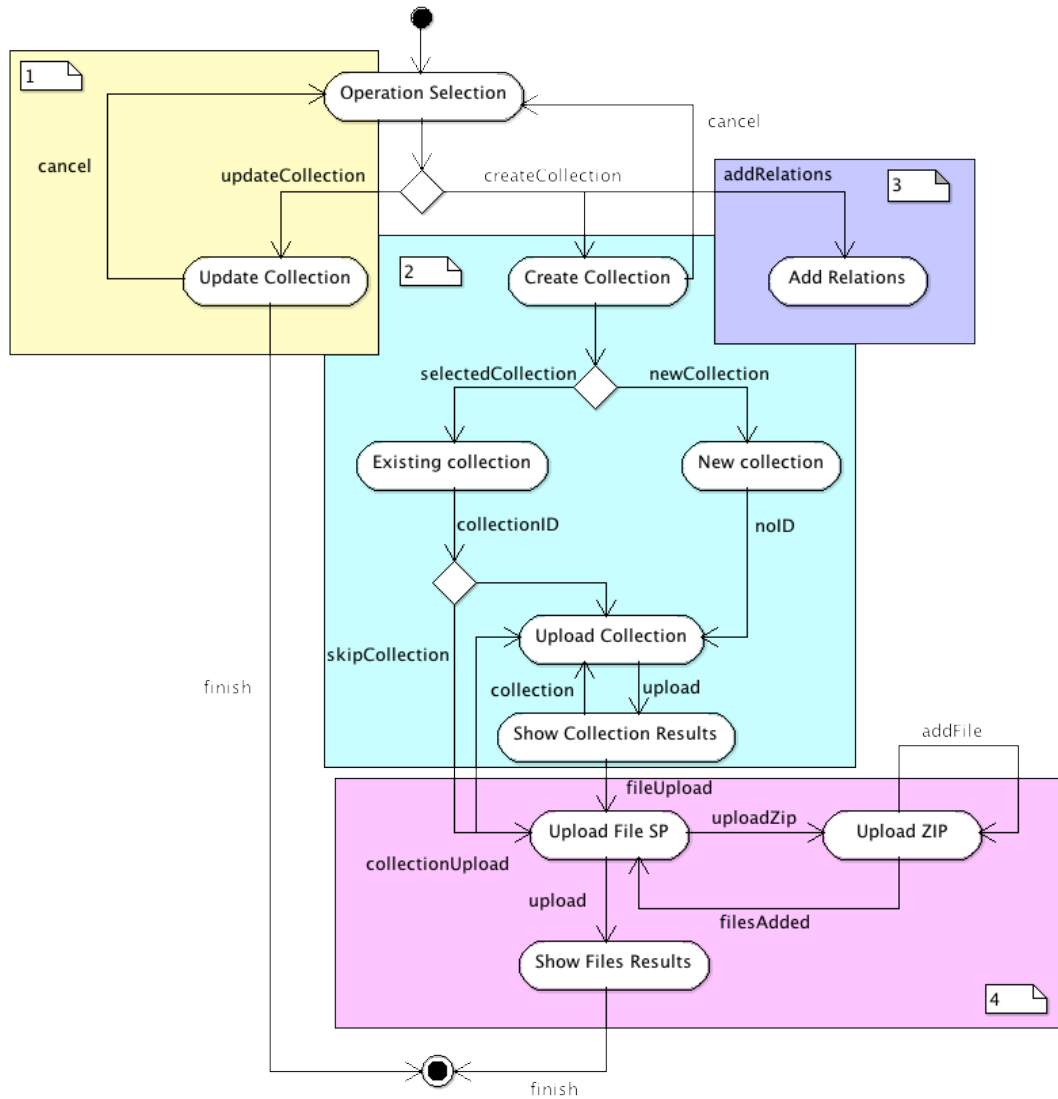 1
Operation Selection
cancel
cancel
updateCollection
createCollection
addRelations
3
2
Update Collection
Create Collection
Add Relations
selectedCollection
newCollection
Existing collection
New collection
collectionID
noID
Upload Collection
skipCollection
collection
upload
finish
Show Collection Results
addFile
fileUpload
Upload File SP
uploadZip
Upload ZIP
collectionUpload
upload
filesAdded
Show Files Results
4
finish